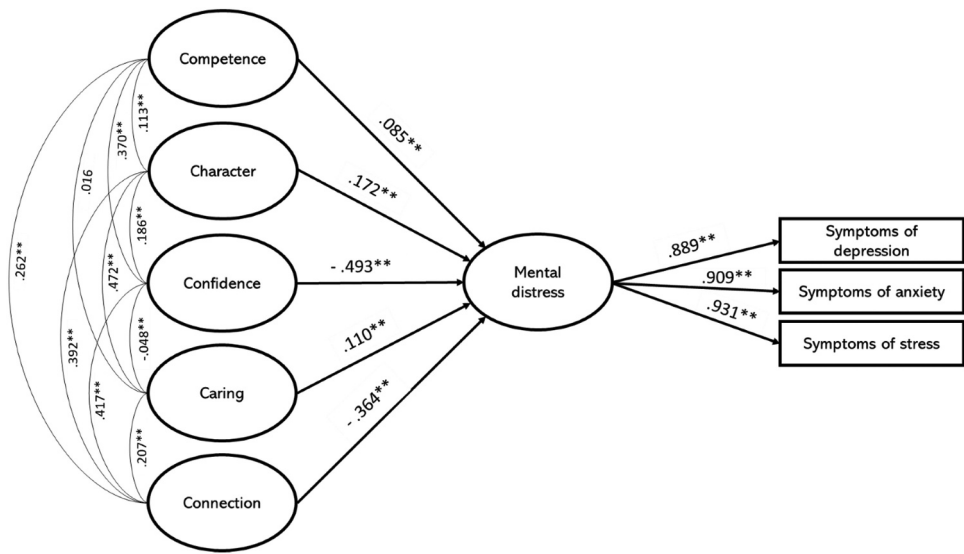 Competence
Character
Confidence
Caring
Connection
.113**
.370**
.016
.262**
.186**
.472**
.392**
-.048**
.417**
.207**
.085**
.172**
- .493**
.110**
- .364**
Mental
distress
.889**
.909**
.931**
Symptoms of
depression
Symptoms of anxiety
Symptoms of stress